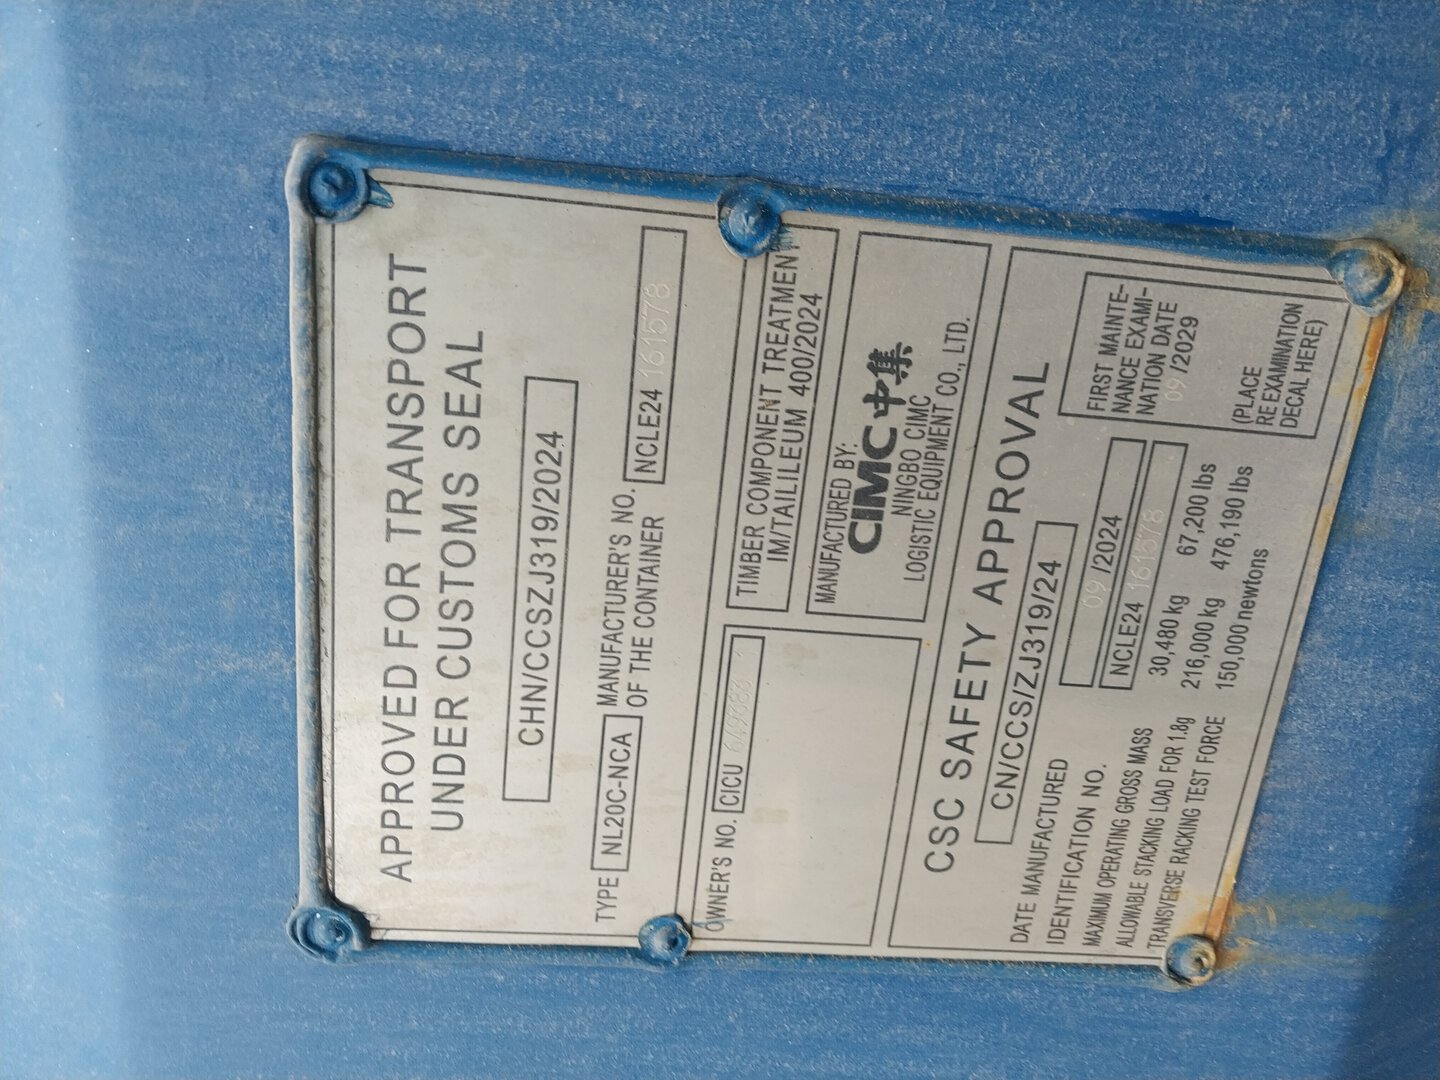 APPROVED FOR TRANSPORT
UNDER CUSTOMS SEAL
CHN/CCSZJ319/2024
TYPE NL20C-NCA MANUFACTURER'S NO.
OF THE CONTAINER NCLE24 161578
OWNER'S NO. CICU
TIMBER COMPONENT TREATMENT
IM/TAILILEUM 400/2024
MANUFACTURED BY:
CIMC 中集
NINGBO CIMC
LOGISTIC EQUIPMENT CO., LTD.
CSC SAFETY APPROVAL
CN/CCS/ZJ319/24
DATE MANUFACTURED 09 /2024
IDENTIFICATION NO. NCLE24 161578
MAXIMUM OPERATING GROSS MASS 30,480 kg 67,200 lbs
ALLOWABLE STACKING LOAD FOR 1.8g 216,000 kg 476,190 lbs
TRANSVERSE RACKING TEST FORCE 150,000 newtons
FIRST MAINTE-
NANCE EXAMI-
NATION DATE
09 /2029
(PLACE
REEXAMINATION
DECAL HERE)